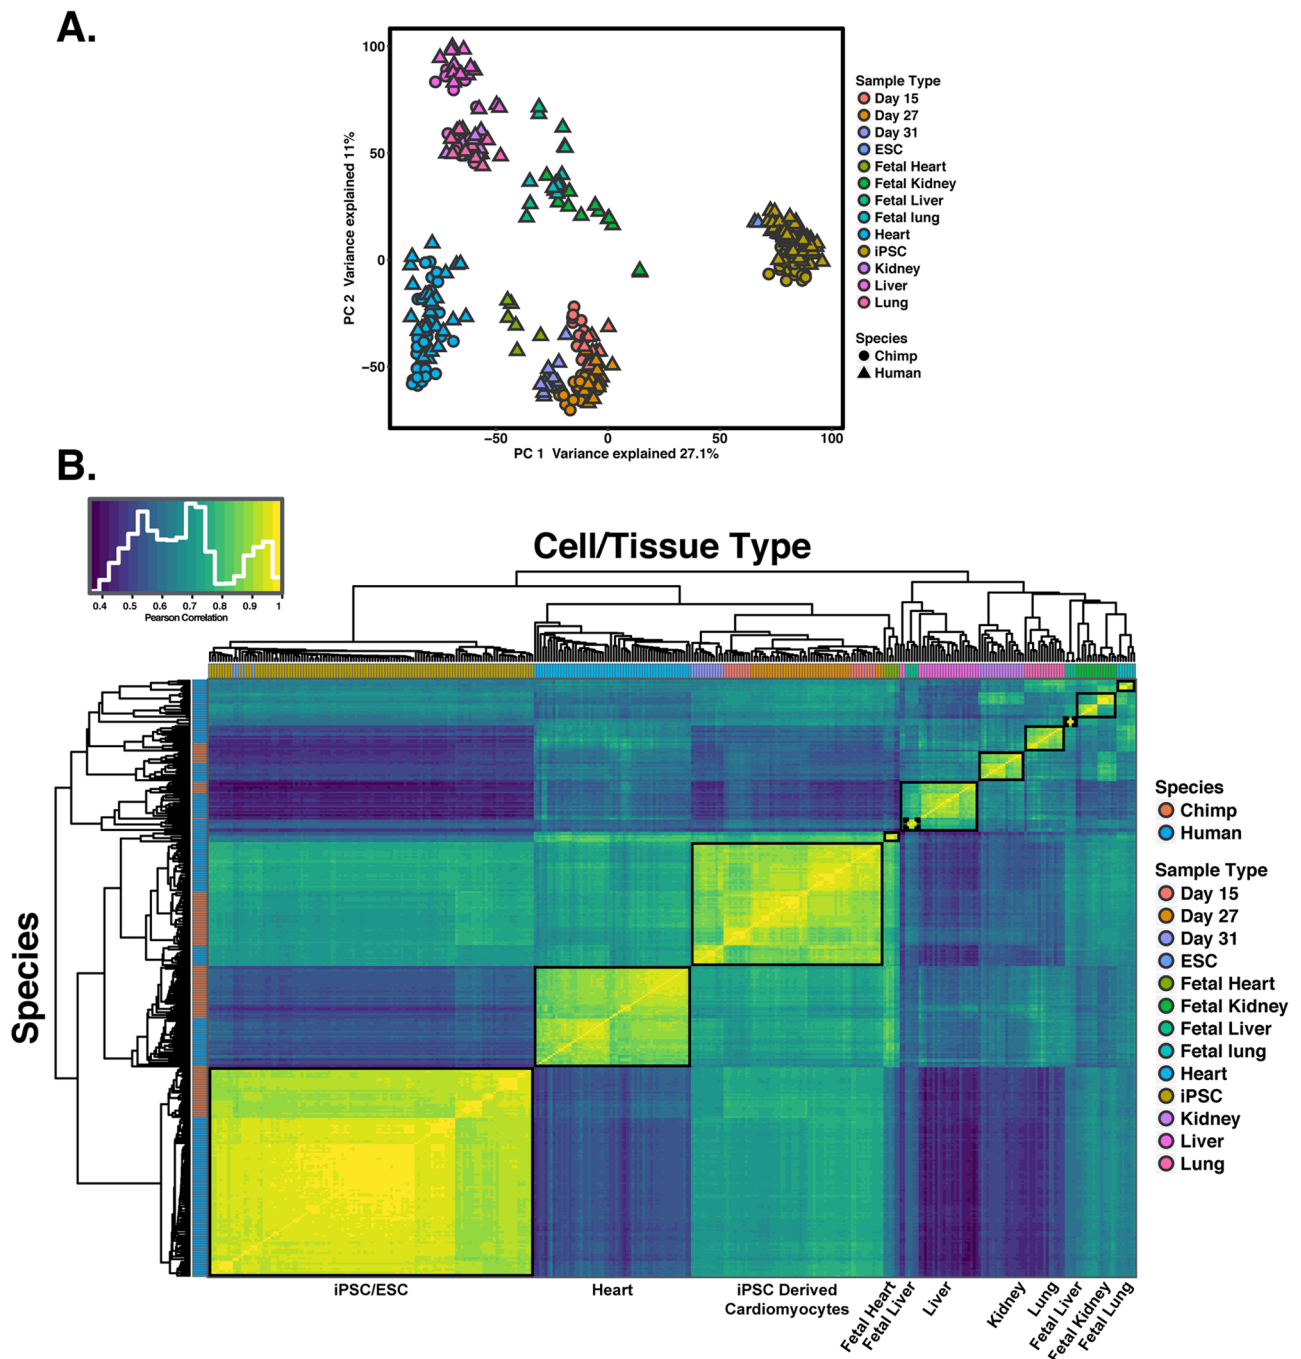 A.
100
50
0
−50
PC 2 Variance explained 11%
−50
0
50
100
PC 1 Variance explained 27.1%
Sample Type
Day 15
Day 27
Day 31
ESC
Fetal Heart
Fetal Kidney
Fetal Liver
Fetal lung
Heart
iPSC
Kidney
Liver
Lung
Species
Chimp
Human
B.
0.4 0.5 0.6 0.7 0.8 0.9 1
Pearson Correlation
Cell/Tissue Type
Species
Species
Chimp
Human
Sample Type
Day 15
Day 27
Day 31
ESC
Fetal Heart
Fetal Kidney
Fetal Liver
Fetal lung
Heart
iPSC
Kidney
Liver
Lung
iPSC/ESC
Heart
iPSC Derived
Cardiomyocytes
Fetal Heart
Fetal Liver
Liver
Kidney
Lung
Fetal Liver
Fetal Kidney
Fetal Lung